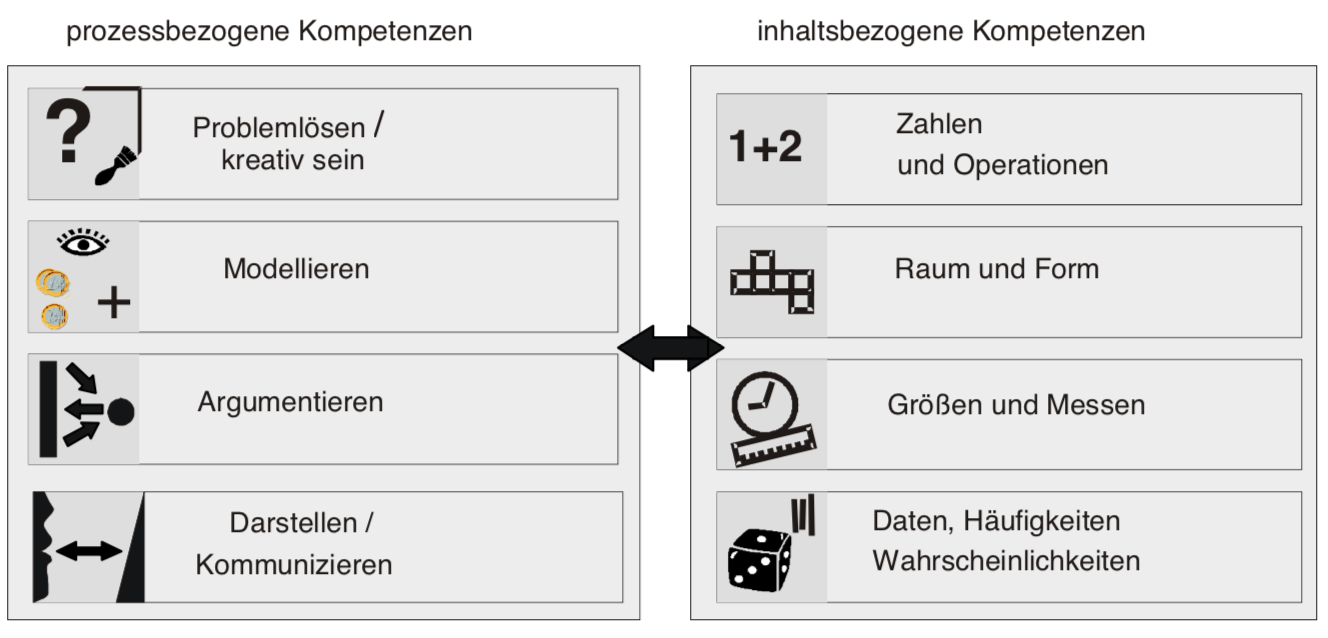 prozessbezogene Kompetenzen
?
Problemlösen /
kreativ sein
+
Modellieren
Argumentieren
Darstellen /
Kommunizieren
inhaltsbezogene Kompetenzen
1+2
Zahlen
und Operationen
Raum und Form
Größen und Messen
Daten, Häufigkeiten
Wahrscheinlichkeiten